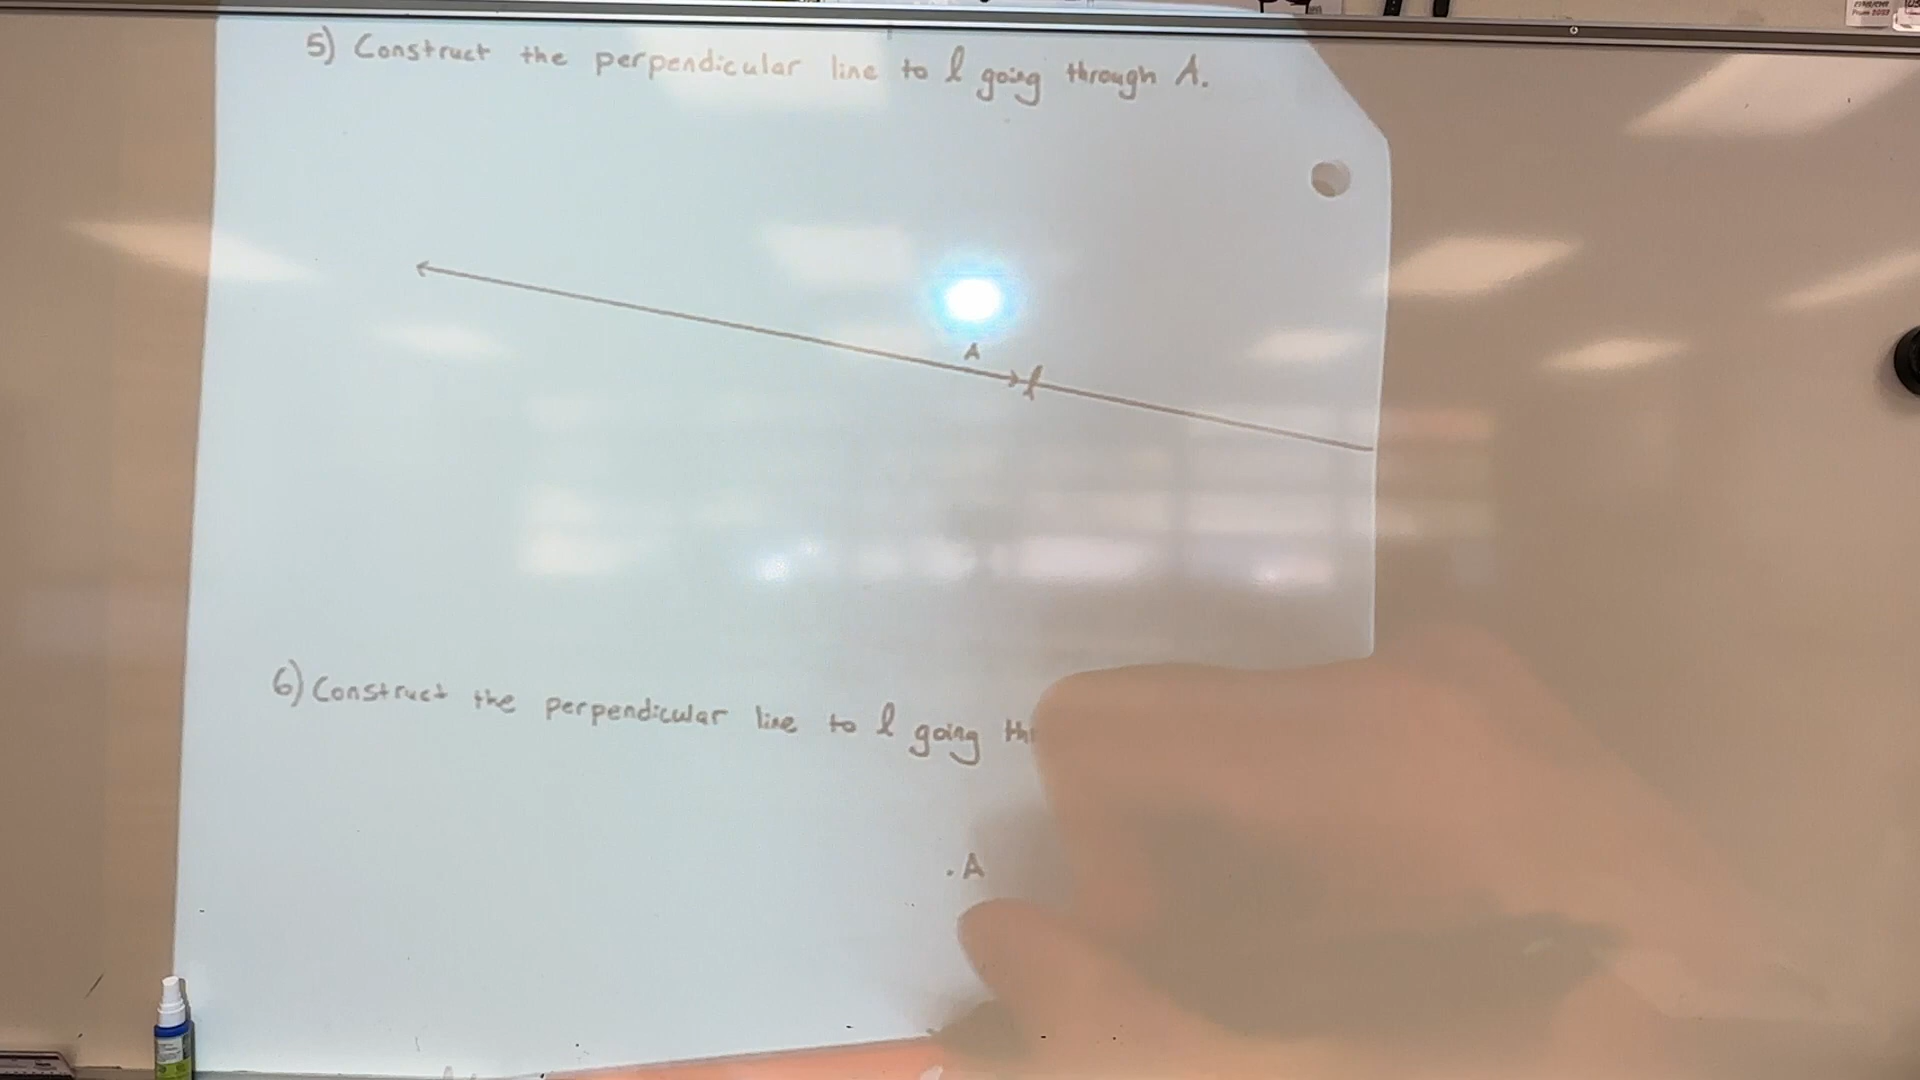 5) Construct the perpendicular line to l going through A.
A
l
6) Construct the perpendicular line to l going
. A